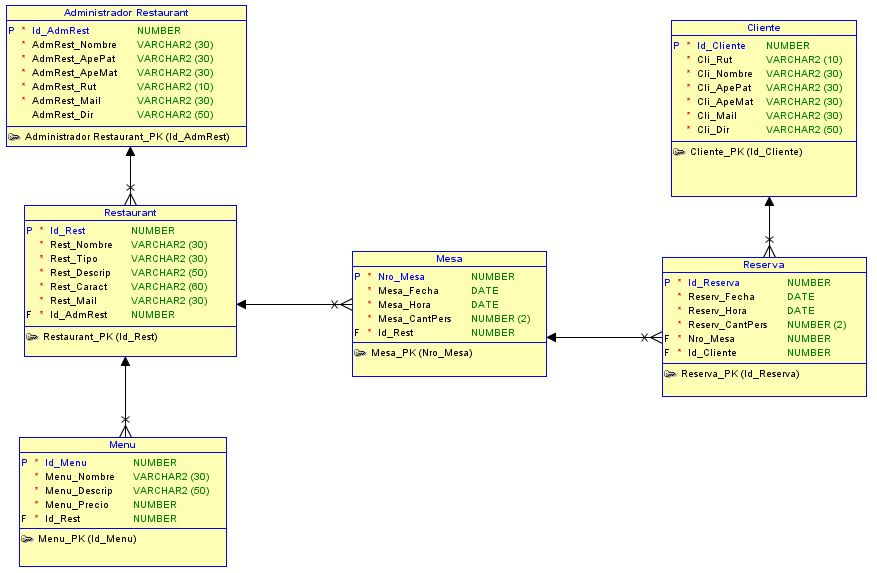 Administrador Restaurant
P * Id_AdmRest NUMBER
* AdmRest_Nombre VARCHAR2 (30)
* AdmRest_ApePat VARCHAR2 (30)
* AdmRest_ApeMat VARCHAR2 (30)
* AdmRest_Rut VARCHAR2 (10)
* AdmRest_Mail VARCHAR2 (30)
AdmRest_Dir VARCHAR2 (50)
Administrador Restaurant_PK (Id_AdmRest)
Cliente
P * Id_Cliente NUMBER
* Cli_Rut VARCHAR2 (10)
* Cli_Nombre VARCHAR2 (30)
* Cli_ApePat VARCHAR2 (30)
* Cli_ApeMat VARCHAR2 (30)
* Cli_Mail VARCHAR2 (30)
* Cli_Dir VARCHAR2 (50)
Cliente_PK (Id_Cliente)
Restaurant
P * Id_Rest NUMBER
* Rest_Nombre VARCHAR2 (30)
* Rest_Tipo VARCHAR2 (30)
* Rest_Descrip VARCHAR2 (50)
* Rest_Caract VARCHAR2 (60)
* Rest_Mail VARCHAR2 (30)
F * Id_AdmRest NUMBER
Restaurant_PK (Id_Rest)
Mesa
P * Nro_Mesa NUMBER
* Mesa_Fecha DATE
* Mesa_Hora DATE
* Mesa_CantPers NUMBER (2)
F * Id_Rest NUMBER
Mesa_PK (Nro_Mesa)
Reserva
P * Id_Reserva NUMBER
* Reserv_Fecha DATE
* Reserv_Hora DATE
* Reserv_CantPers NUMBER (2)
F * Nro_Mesa NUMBER
F * Id_Cliente NUMBER
Reserva_PK (Id_Reserva)
Menu
P * Id_Menu NUMBER
* Menu_Nombre VARCHAR2 (30)
* Menu_Descrip VARCHAR2 (50)
* Menu_Precio NUMBER
F * Id_Rest NUMBER
Menu_PK (Id_Menu)